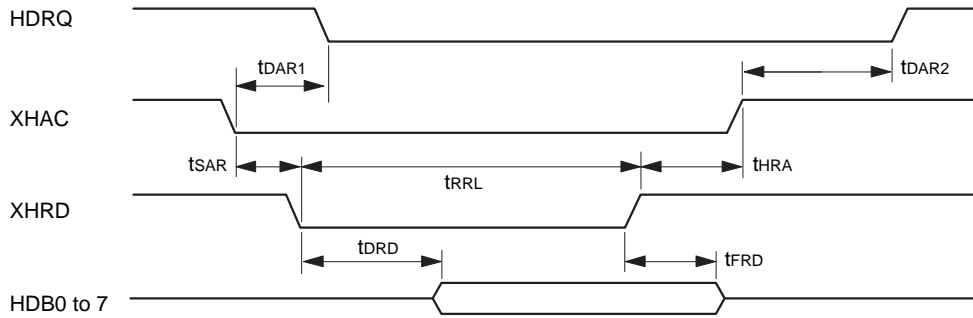 HDRQ
tDAR1
tDAR2
XHAC
tSAR
tRRL
tHRA
XHRD
tDRD
tFRD
HDB0 to 7